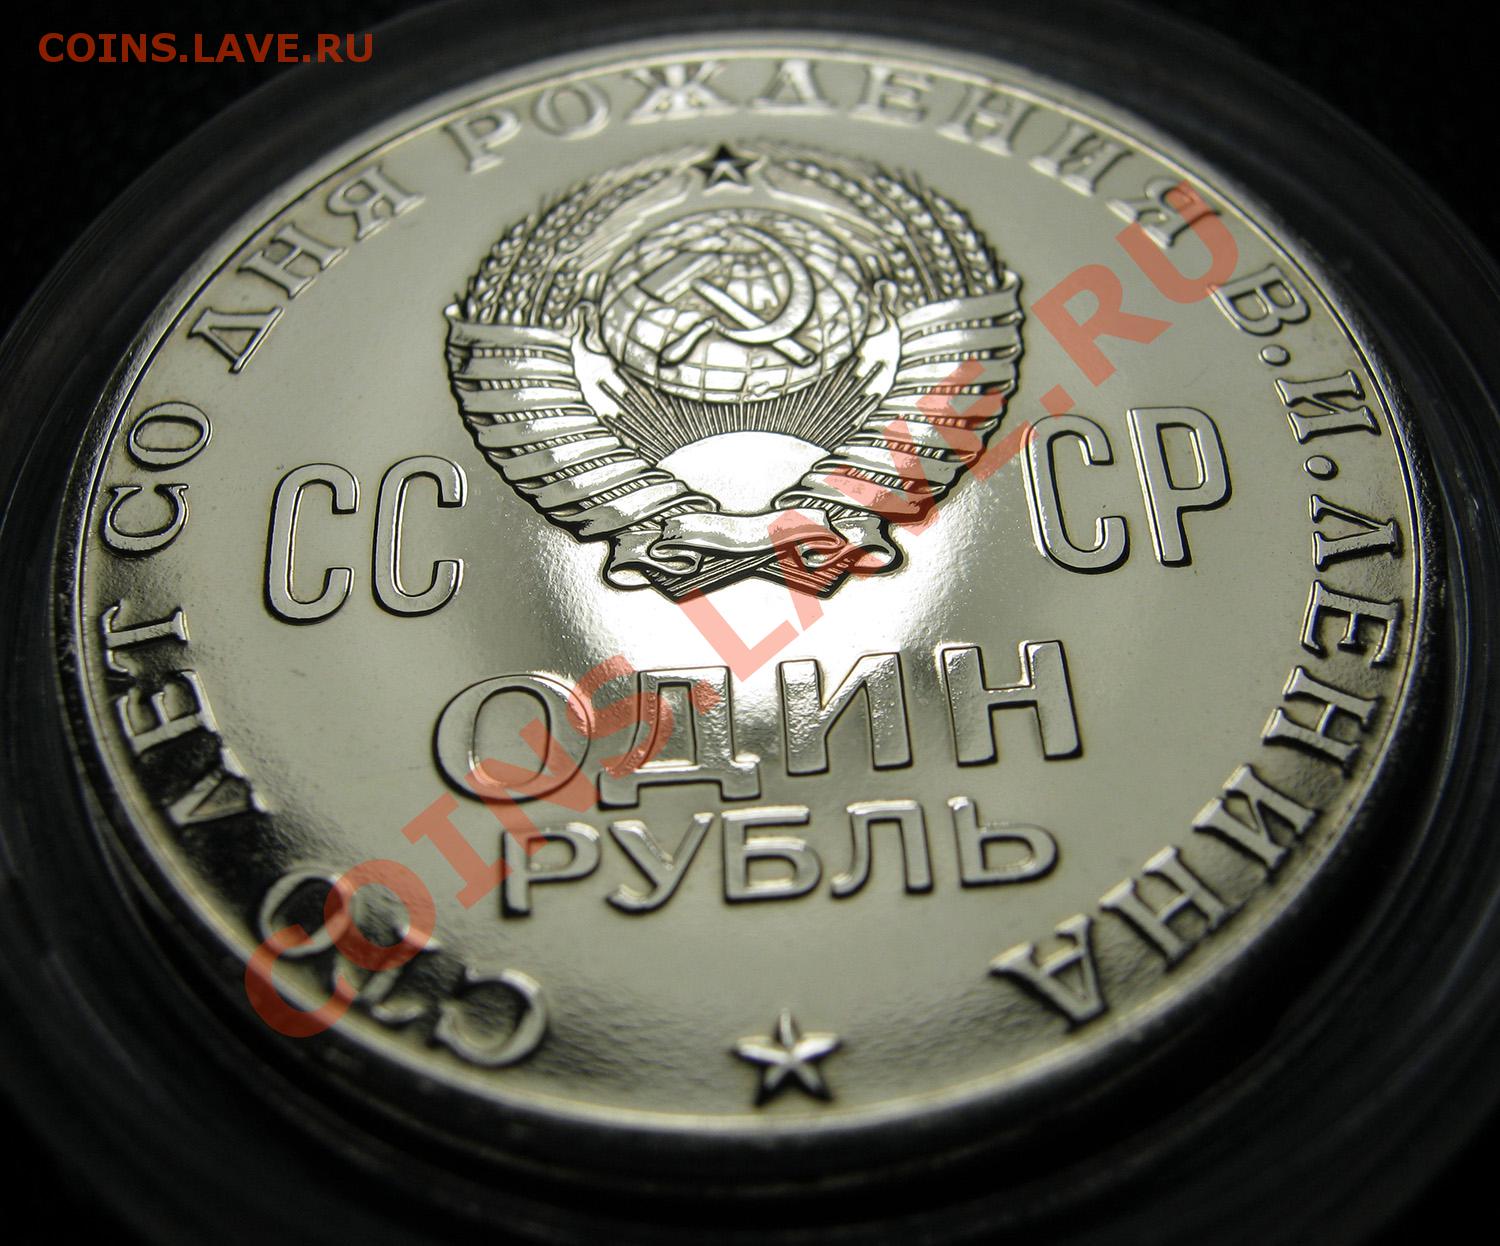 COINS.LAVE.RU
СТО ЛЕТ СО ДНЯ РОЖДЕНИЯ В.И.ЛЕНИНА
СС СР
ОДИН
РУБЛЬ
COINS.LAVE.RU